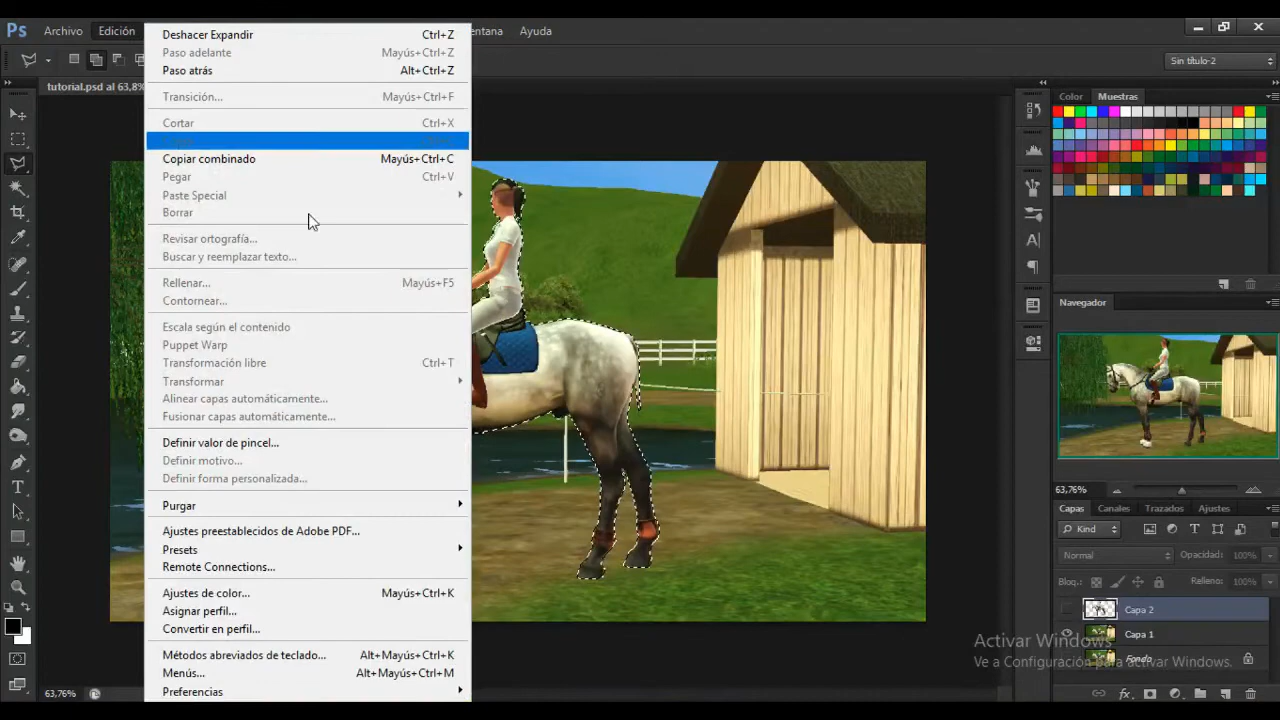 Ps
Archivo
Edición
entana
Ayuda
Sin título-2
tutorial.psd al 63,8%
Deshacer Expandir Ctrl+Z
Paso adelante Mayús+Ctrl+Z
Paso atrás Alt+Ctrl+Z
Transición... Mayús+Ctrl+F
Cortar Ctrl+X
Copiar combinado Mayús+Ctrl+C
Pegar Ctrl+V
Paste Special
Borrar
Revisar ortografía...
Buscar y reemplazar texto...
Rellenar... Mayús+F5
Contornear...
Escala según el contenido
Puppet Warp
Transformación libre Ctrl+T
Transformar
Alinear capas automáticamente...
Fusionar capas automáticamente...
Definir valor de pincel...
Definir motivo...
Definir forma personalizada...
Purgar
Ajustes preestablecidos de Adobe PDF...
Presets
Remote Connections...
Ajustes de color... Mayús+Ctrl+K
Asignar perfil...
Convertir en perfil...
Métodos abreviados de teclado... Alt+Mayús+Ctrl+K
Menús... Alt+Mayús+Ctrl+M
Preferencias
63,76%
Color
Muestras
Navegador
63,76%
Capas
Canales
Trazados
Ajustes
Kind
Normal
Opacidad: 100%
Bloq.:
Relleno: 100%
Capa 2
Capa 1
Fondo
Activar Windows
Ve a Configuración para activar Windows.